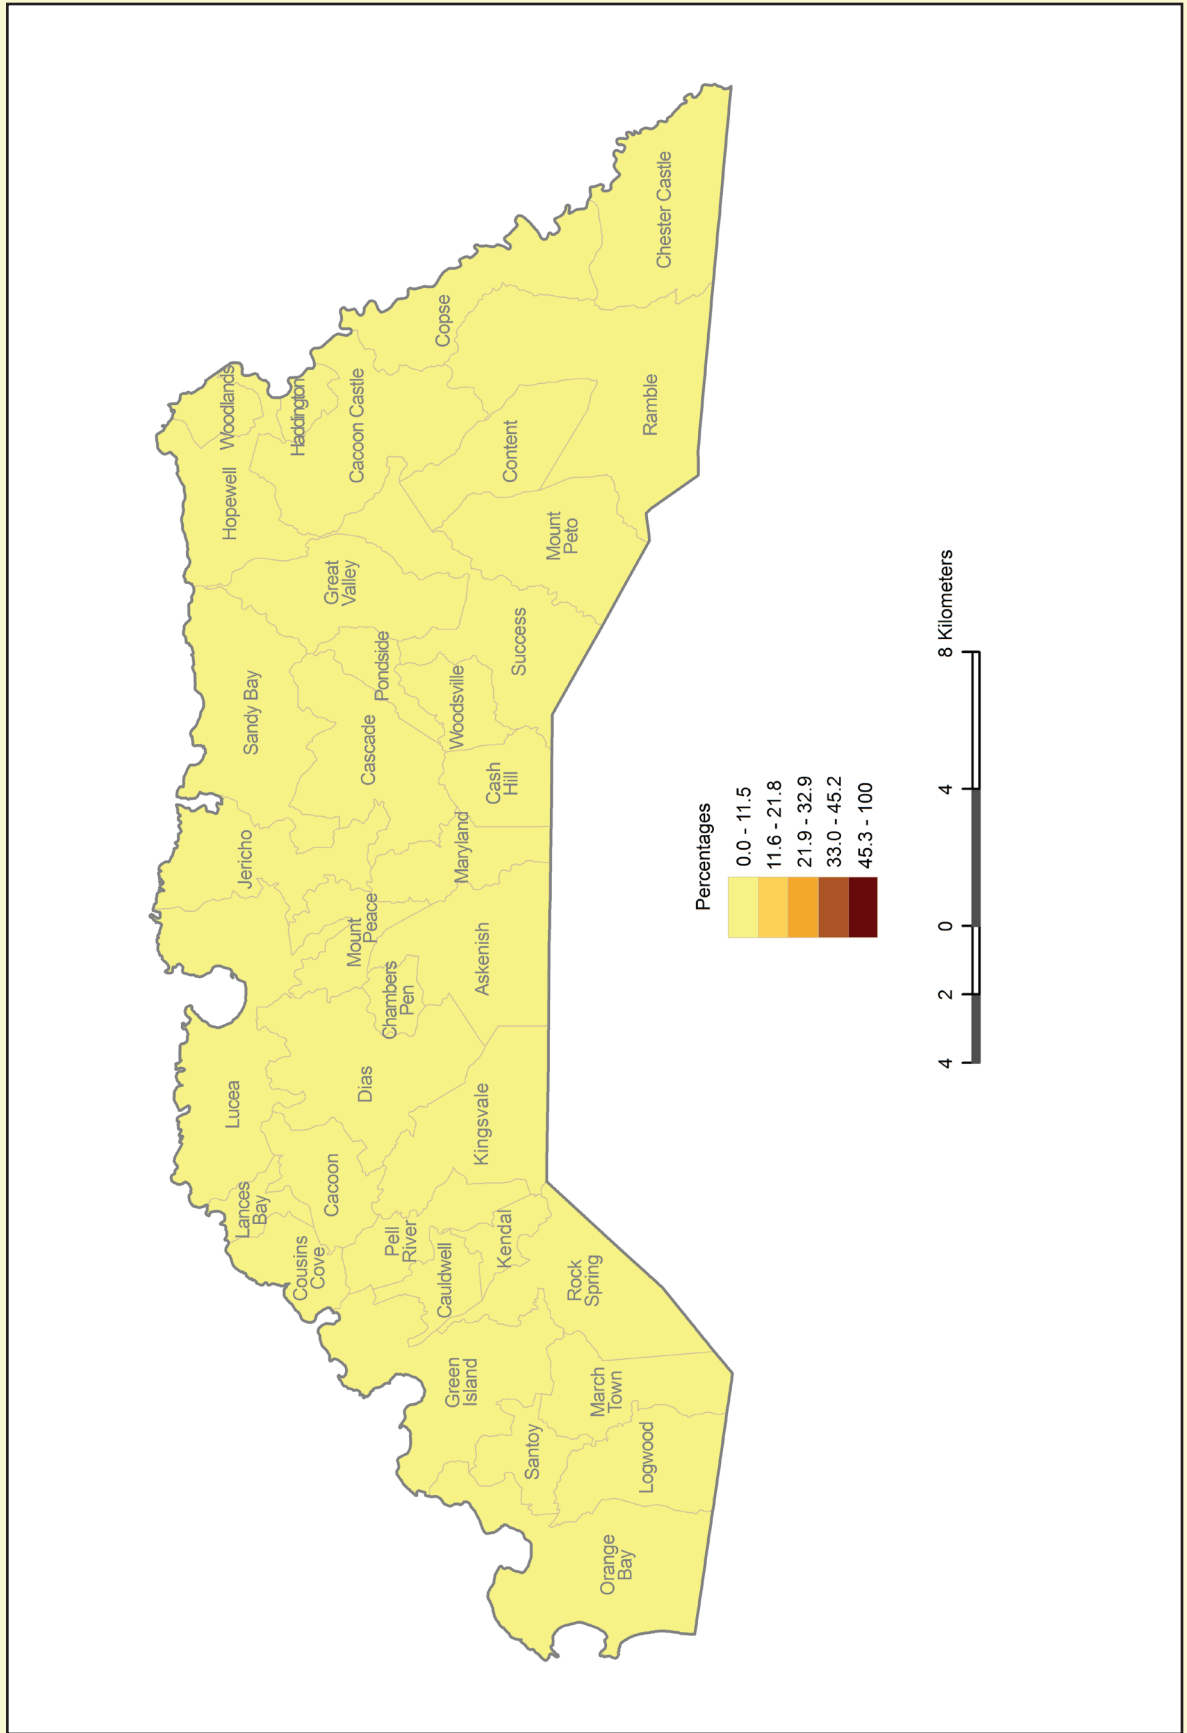 Woodlands
Hopewell
Haddington
Cacoon Castle
Copse
Chester Castle
Ramble
Content
Mount
Peto
Great
Valley
Sandy Bay
Pondside
Cascade
Woodsville
Success
Cash
Hill
Maryland
Jericho
Mount
Peace
Chambers
Pen
Askenish
Lucea
Dias
Kingsvale
Lances
Bay
Cacoon
Cousins
Cove
Pell
River
Cauldwell
Kendal
Rock
Spring
Green
Island
March
Town
Santoy
Logwood
Orange
Bay
Percentages
0.0 - 11.5
11.6 - 21.8
21.9 - 32.9
33.0 - 45.2
45.3 - 100
4 2 0 4 8 Kilometers